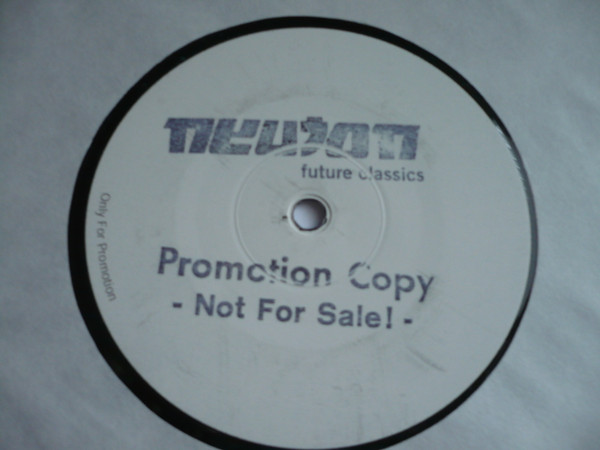 neuton
future classics
Promotion Copy
- Not For Sale! -
Only For Promotion